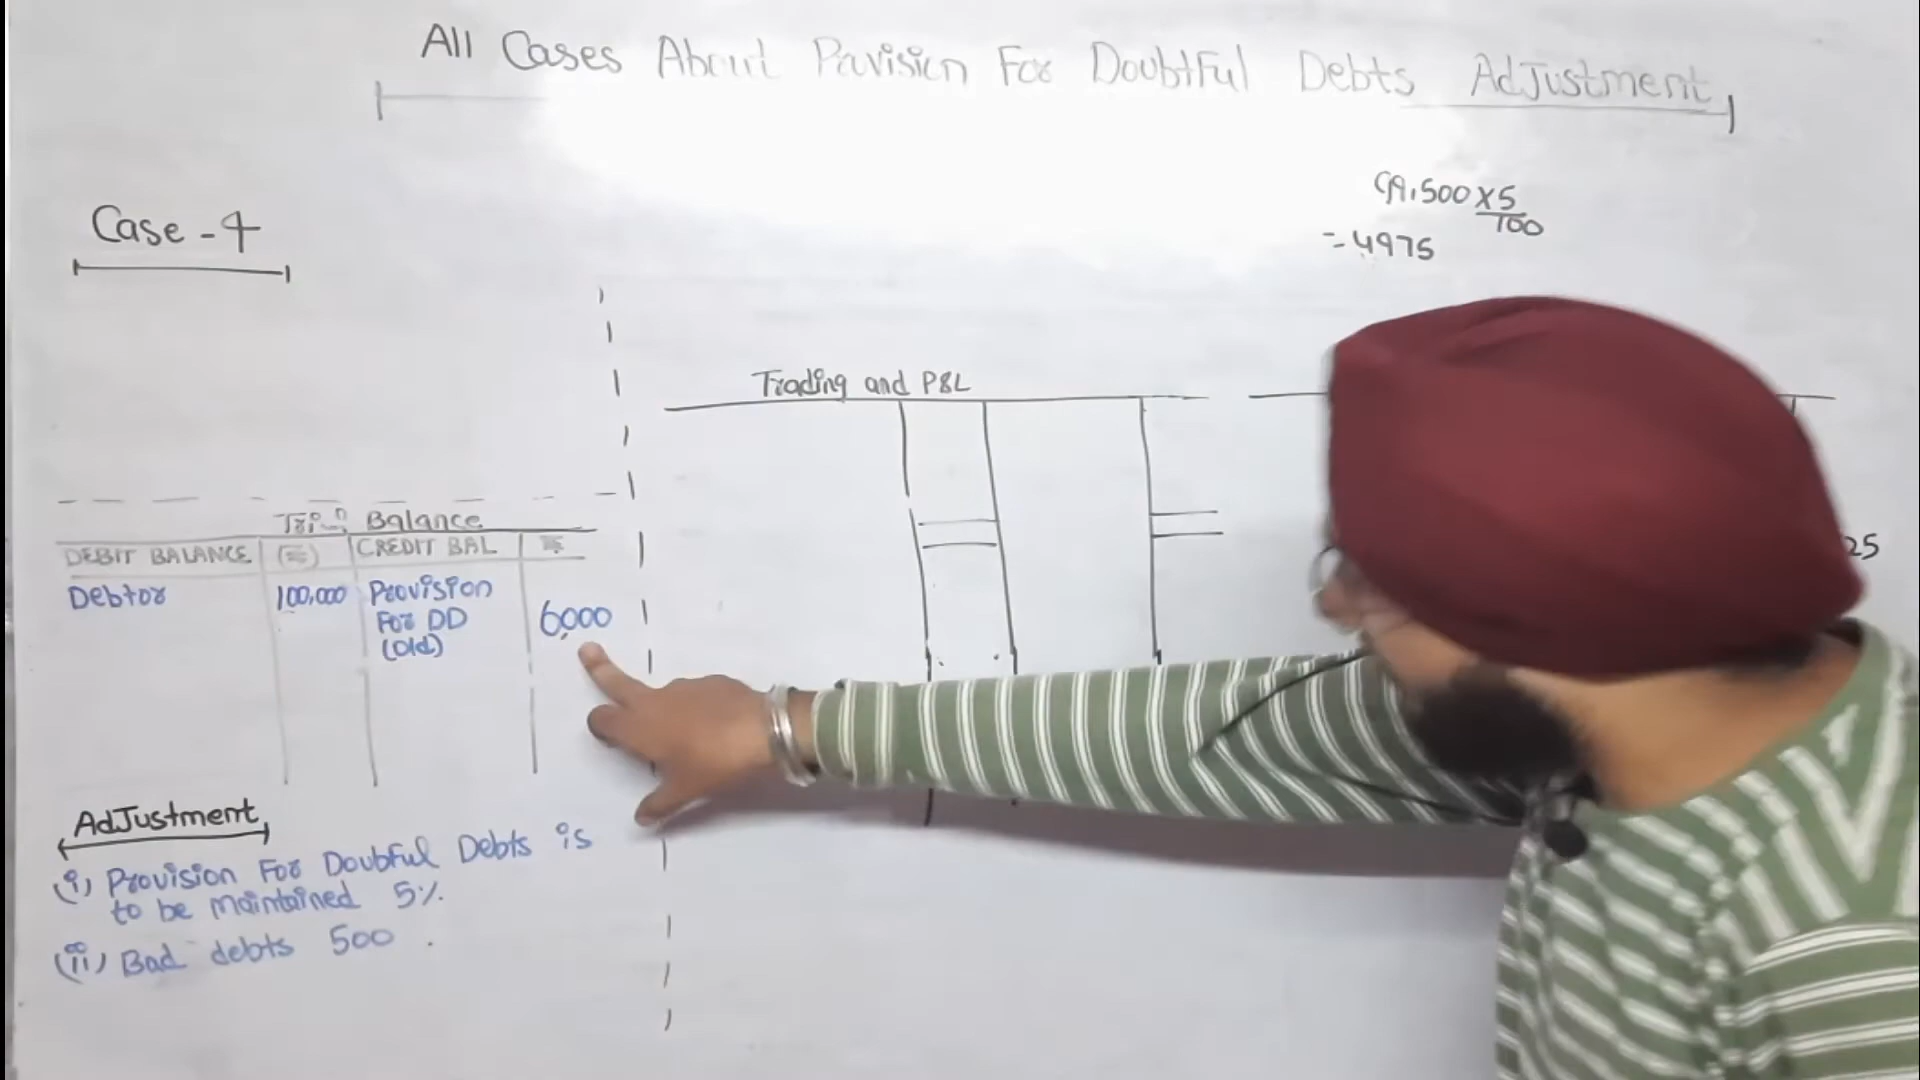 All Cases About Provision For Doubtful Debts Adjustment
99,500 x 5
100
= 4975
Case - 4
Trading and P&L
Balance
DEBIT BALANCE (₹) CREDIT BAL ₹
Debtor 100,000 Provision
For DD 6,000
(old)
25
Adjustment
(i) Provision For Doubful Debts is
to be maintained 5%
(ii) Bad debts 500